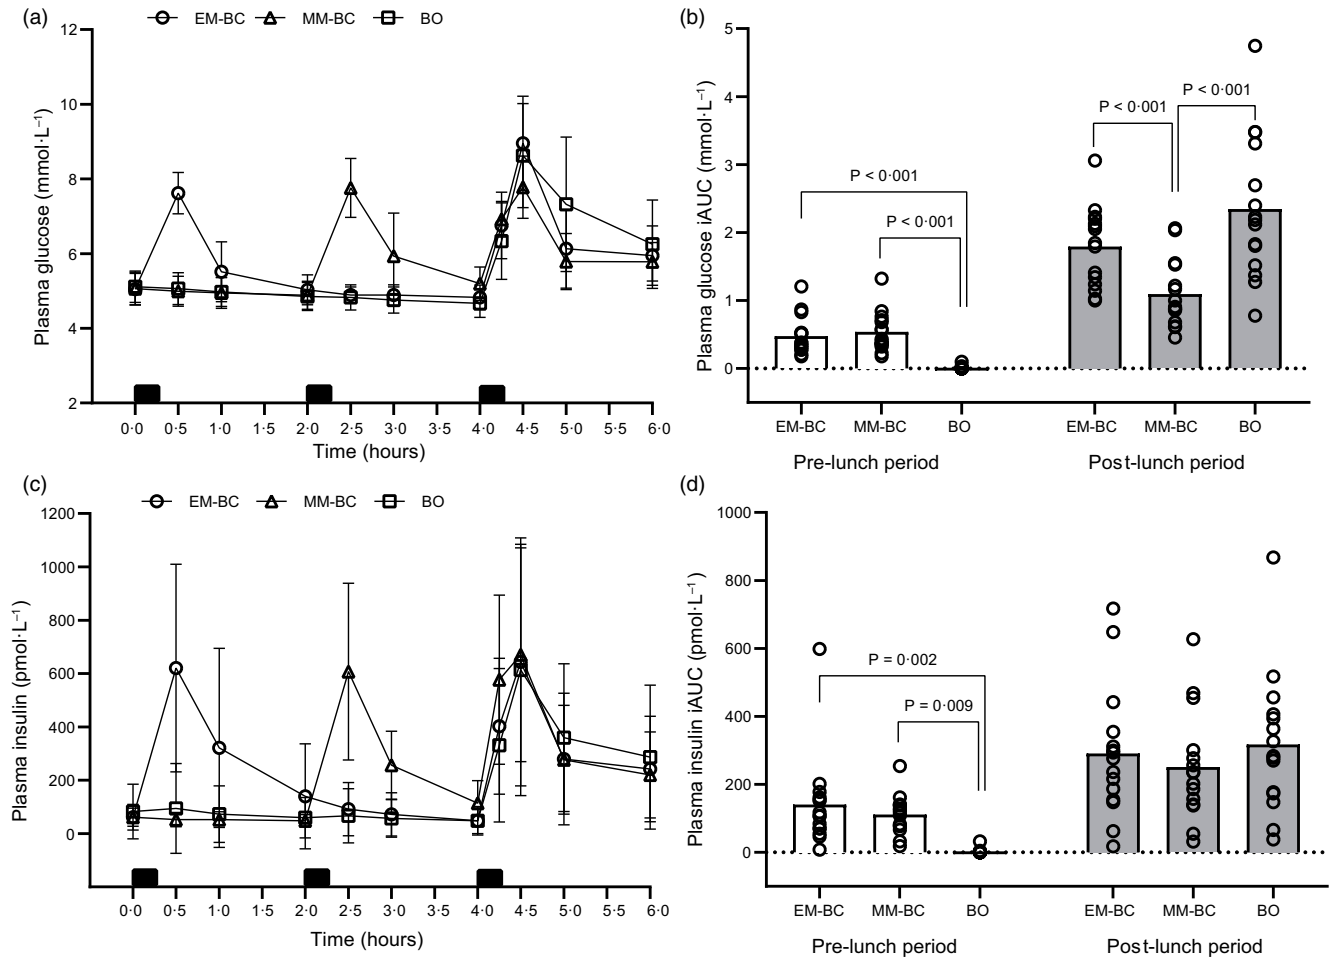 (a)
EM-BC MM-BC BO
12
10
8
6
4
2
Plasma glucose (mmol·L⁻¹)
0·0 0·5 1·0 1·5 2·0 2·5 3·0 3·5 4·0 4·5 5·0 5·5 6·0
Time (hours)
(b)
5
4
3
2
1
0
Plasma glucose iAUC (mmol·L⁻¹)
P < 0·001
P < 0·001
P < 0·001
P < 0·001
EM-BC MM-BC BO EM-BC MM-BC BO
Pre-lunch period Post-lunch period
(c)
EM-BC MM-BC BO
1200
1000
800
600
400
200
0
Plasma insulin (pmol·L⁻¹)
0·0 0·5 1·0 1·5 2·0 2·5 3·0 3·5 4·0 4·5 5·0 5·5 6·0
Time (hours)
(d)
1000
800
600
400
200
0
Plasma insulin iAUC (pmol·L⁻¹)
P = 0·002
P = 0·009
EM-BC MM-BC BO EM-BC MM-BC BO
Pre-lunch period Post-lunch period